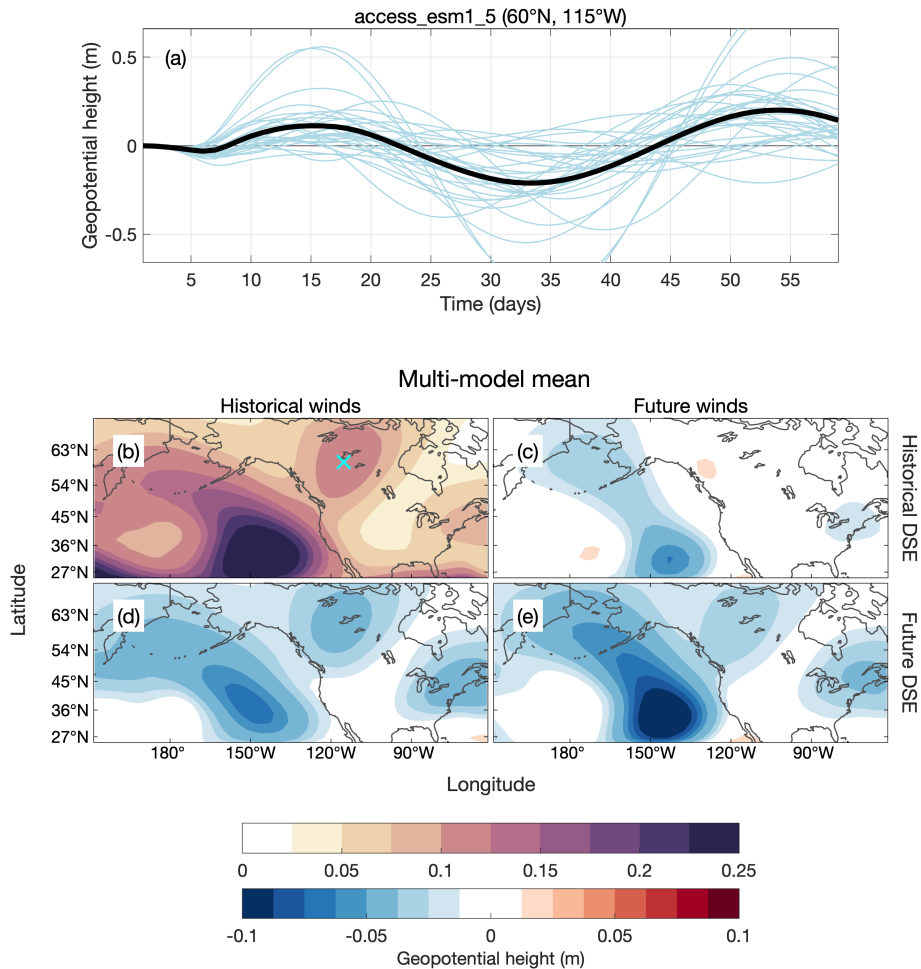 access_esm1_5 (60°N, 115°W)
(a)
Geopotential height (m)
0.5
0
-0.5
5 10 15 20 25 30 35 40 45 50 55
Time (days)
Multi-model mean
Historical winds Future winds
(b) (c)
63°N
54°N
45°N
36°N
27°N
Historical DSE
(d) (e)
63°N
54°N
45°N
36°N
27°N
Future DSE
Latitude
180° 150°W 120°W 90°W 180° 150°W 120°W 90°W
Longitude
0 0.05 0.1 0.15 0.2 0.25
-0.1 -0.05 0 0.05 0.1
Geopotential height (m)